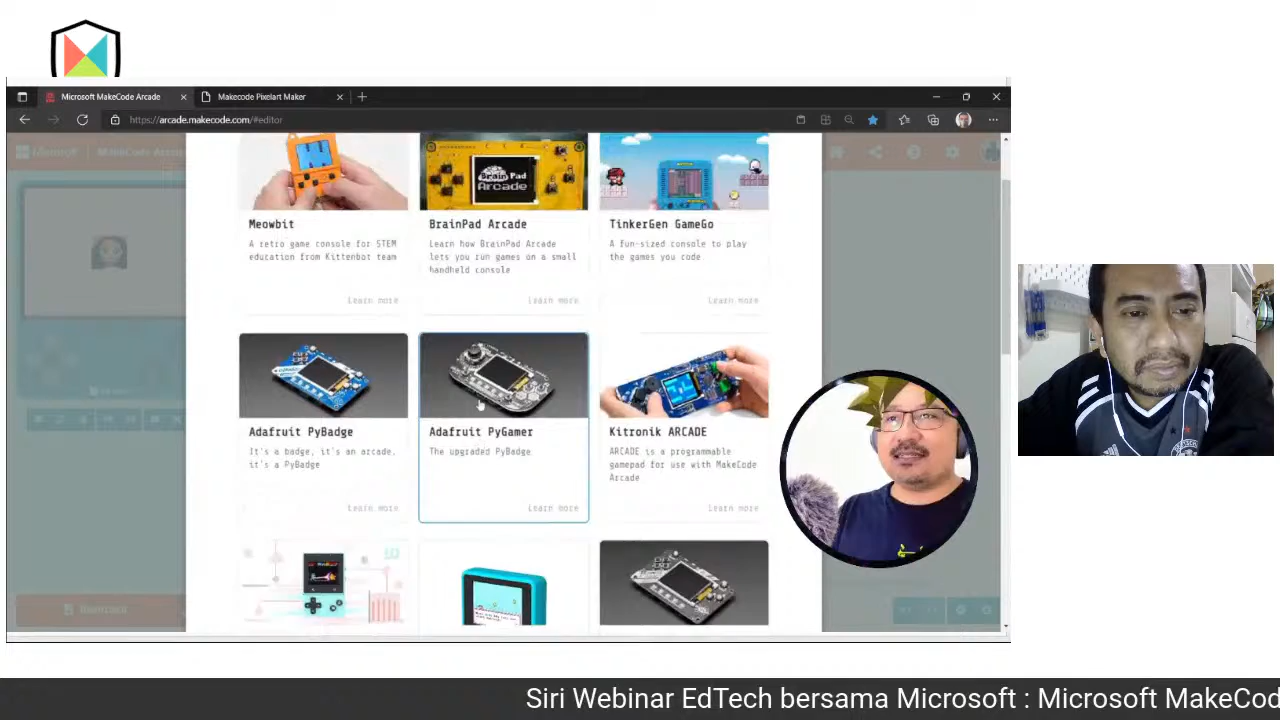 Microsoft MakeCode Arcade
Makecode Pixelart Maker
https://arcade.makecode.com/#editor
Microsoft
Brain Pad
Arcade
Meowbit
A retro game console for STEM
education from Kittenbot team
Learn more
BrainPad Arcade
Learn how BrainPad Arcade
lets you run games on a small
handheld console
Learn more
TinkerGen GameGo
A fun-sized console to play
the games you code
Learn more
Adafruit PyBadge
It's a badge, it's an arcade,
it's a PyBadge
Learn more
Adafruit PyGamer
The upgraded PyBadge
Learn more
Kitronik ARCADE
ARCADE is a programmable
gamepad for use with MakeCode
Arcade
Learn more
Download
Siri Webinar EdTech bersama Microsoft : Microsoft MakeCod